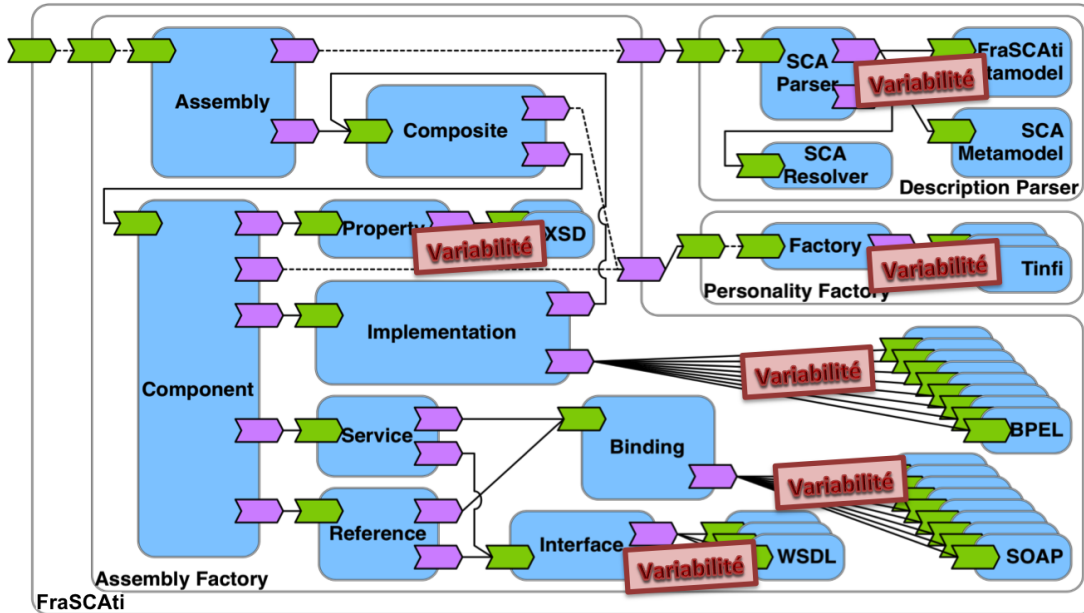 Assembly
Composite
SCA
Parser
FraSCAti
tamodel
Variabilité
SCA
Resolver
SCA
Metamodel
Description Parser
Property
XSD
Variabilité
Factory
Variabilité
Tinfi
Personality Factory
Implementation
Variabilité
BPEL
Component
Service
Binding
Variabilité
SOAP
Reference
Interface
Variabilité
WSDL
Assembly Factory
FraSCAti